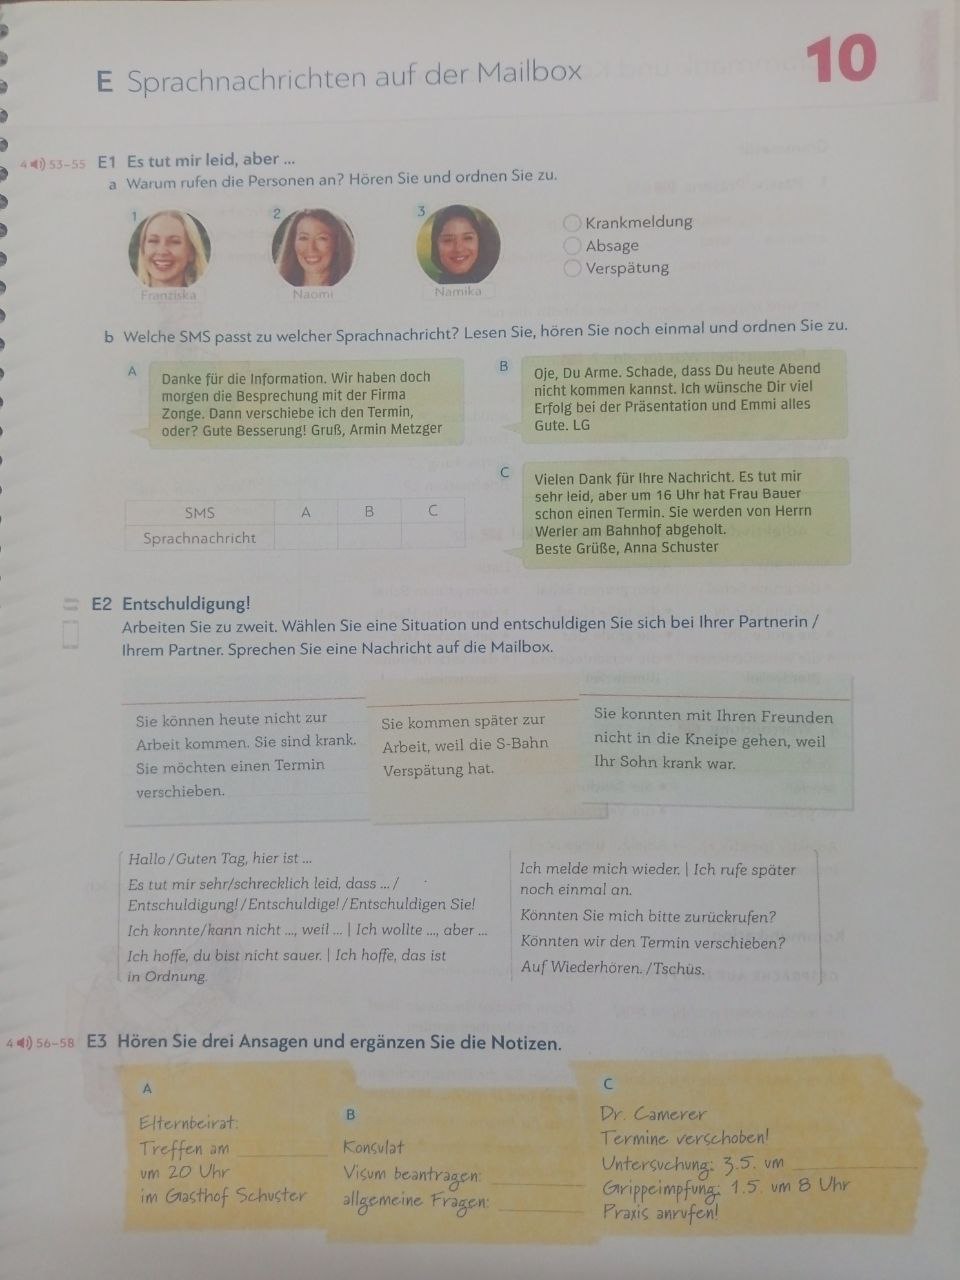 10
E Sprachnachrichten auf der Mailbox
4 53–55 E1 Es tut mir leid, aber ...
a Warum rufen die Personen an? Hören Sie und ordnen Sie zu.
1 2 3
Franziska Naomi Namika
Krankmeldung
Absage
Verspätung
b Welche SMS passt zu welcher Sprachnachricht? Lesen Sie, hören Sie noch einmal und ordnen Sie zu.
A
Danke für die Information. Wir haben doch
morgen die Besprechung mit der Firma
Zonge. Dann verschiebe ich den Termin,
oder? Gute Besserung! Gruß, Armin Metzger
B
Oje, Du Arme. Schade, dass Du heute Abend
nicht kommen kannst. Ich wünsche Dir viel
Erfolg bei der Präsentation und Emmi alles
Gute. LG
C
Vielen Dank für Ihre Nachricht. Es tut mir
sehr leid, aber um 16 Uhr hat Frau Bauer
schon einen Termin. Sie werden von Herrn
Werler am Bahnhof abgeholt.
Beste Grüße, Anna Schuster
SMS A B C
Sprachnachricht
E2 Entschuldigung!
Arbeiten Sie zu zweit. Wählen Sie eine Situation und entschuldigen Sie sich bei Ihrer Partnerin /
Ihrem Partner. Sprechen Sie eine Nachricht auf die Mailbox.
Sie können heute nicht zur
Arbeit kommen. Sie sind krank.
Sie möchten einen Termin
verschieben.
Sie kommen später zur
Arbeit, weil die S-Bahn
Verspätung hat.
Sie konnten mit Ihren Freunden
nicht in die Kneipe gehen, weil
Ihr Sohn krank war.
Hallo / Guten Tag, hier ist ...
Es tut mir sehr/schrecklich leid, dass ... /
Entschuldigung! / Entschuldige! / Entschuldigen Sie!
Ich konnte/kann nicht ..., weil ... | Ich wollte ..., aber ...
Ich hoffe, du bist nicht sauer. | Ich hoffe, das ist
in Ordnung.
Ich melde mich wieder. | Ich rufe später
noch einmal an.
Könnten Sie mich bitte zurückrufen?
Könnten wir den Termin verschieben?
Auf Wiederhören. / Tschüs.
4 56–58 E3 Hören Sie drei Ansagen und ergänzen Sie die Notizen.
A
Elternbeirat:
Treffen am
um 20 Uhr
im Gasthof Schuster
B
Konsulat
Visum beantragen:
allgemeine Fragen:
C
Dr. Camerer
Termine verschoben!
Untersuchung: 3.5. um
Grippeimpfung: 1.5. um 8 Uhr
Praxis anrufen!